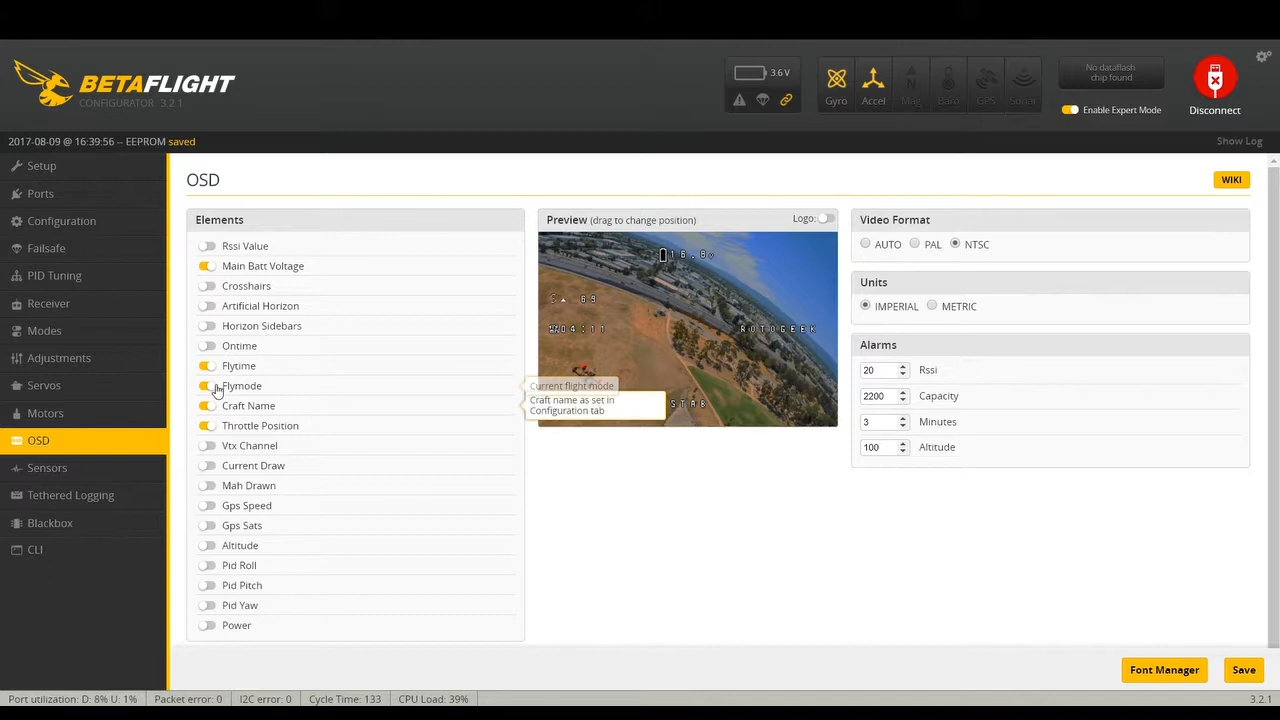 BETAFLIGHT
CONFIGURATOR 3.2.1
3.6 V
Gyro
Accel
Mag
Baro
GPS
Sonar
No dataflash
chip found
Enable Expert Mode
Disconnect
2017-08-09 @ 16:39:56 -- EEPROM saved
Show Log
Setup
Ports
Configuration
Failsafe
PID Tuning
Receiver
Modes
Adjustments
Servos
Motors
OSD
Sensors
Tethered Logging
Blackbox
CLI
OSD
WIKI
Elements
Rssi Value
Main Batt Voltage
Crosshairs
Artificial Horizon
Horizon Sidebars
Ontime
Flytime
Flymode
Craft Name
Throttle Position
Vtx Channel
Current Draw
Mah Drawn
Gps Speed
Gps Sats
Altitude
Pid Roll
Pid Pitch
Pid Yaw
Power
Preview (drag to change position)
Logo:
16.8v
69
04:11
ROTOGEEK
STAB
Current flight mode
Craft name as set in
Configuration tab
Video Format
AUTO PAL NTSC
Units
IMPERIAL METRIC
Alarms
20 Rssi
2200 Capacity
3 Minutes
100 Altitude
Font Manager
Save
Port utilization: D: 8% U: 1%
Packet error: 0
I2C error: 0
Cycle Time: 133
CPU Load: 39%
3.2.1